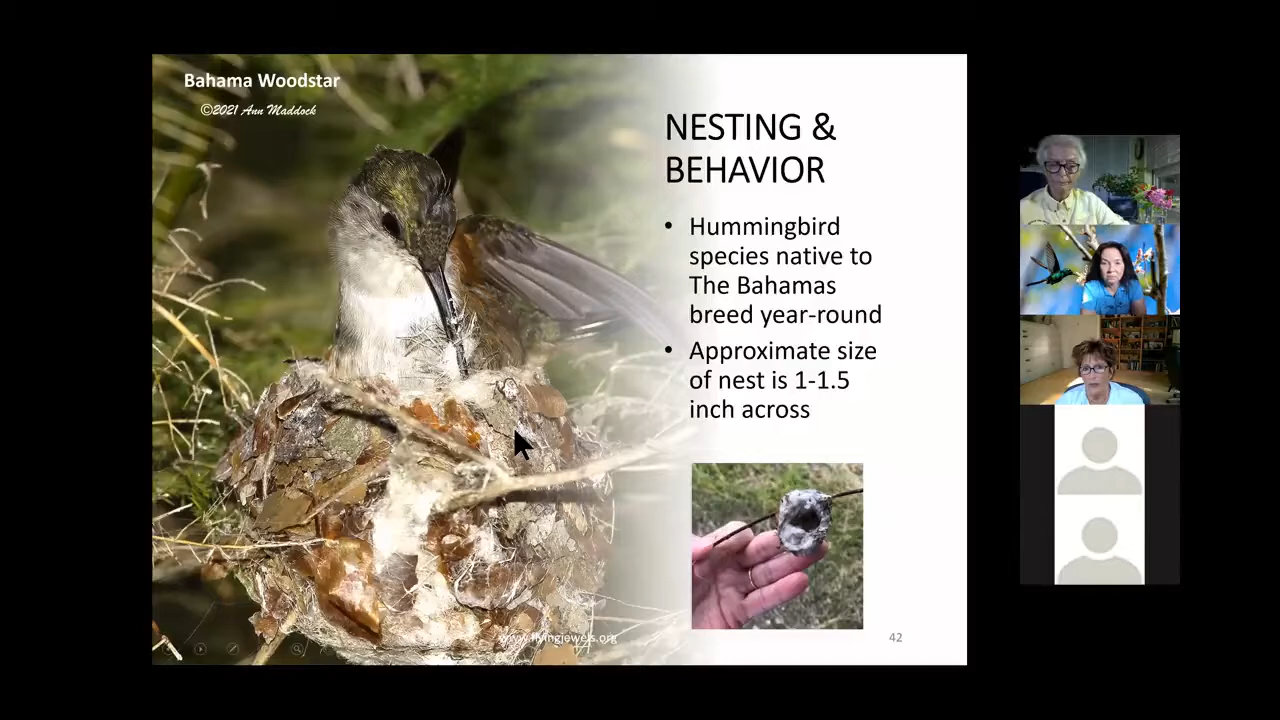 Bahama Woodstar
©2021 Ann Maddock
NESTING &
BEHAVIOR
• Hummingbird
species native to
The Bahamas
breed year-round
• Approximate size
of nest is 1-1.5
inch across
www.flyingjewels.org
42